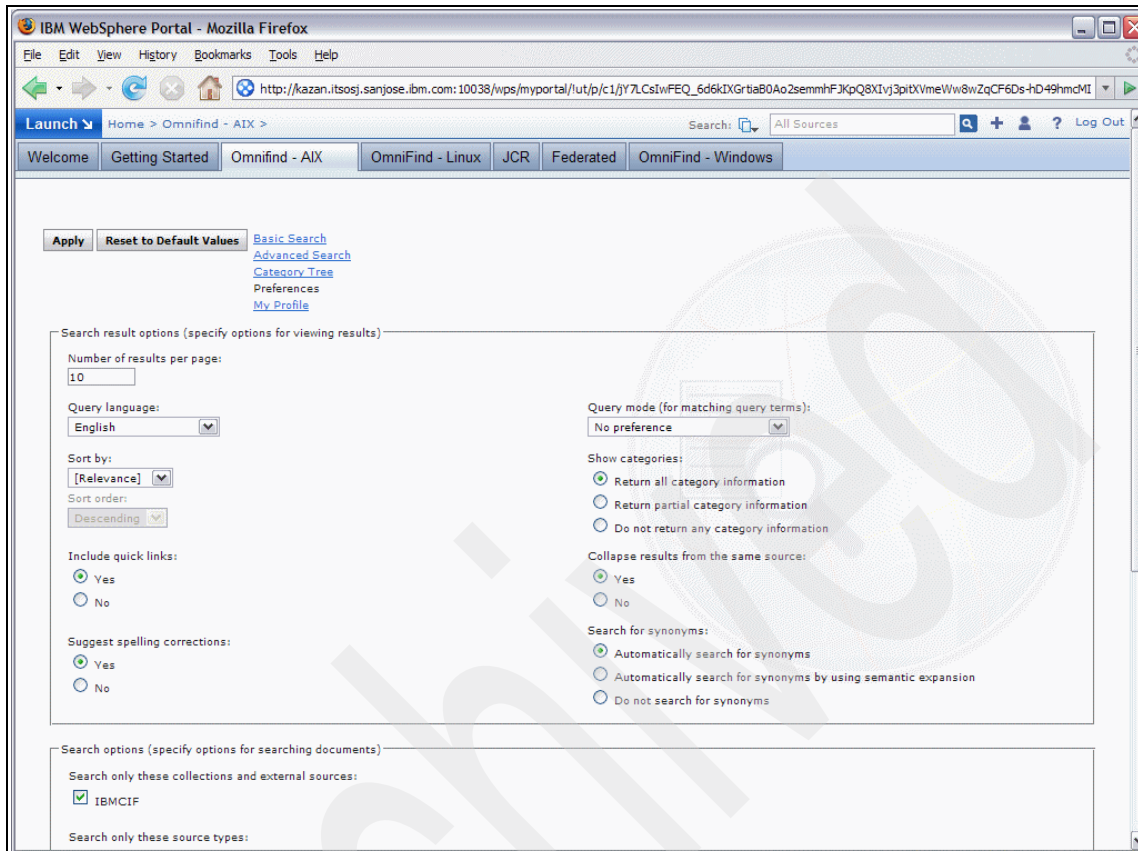 IBM WebSphere Portal - Mozilla Firefox
File Edit View History Bookmarks Tools Help
http://kazan.itsosj.sanjose.ibm.com:10038/wps/myportal/!ut/p/c1/jY7LCsIwFEQ_6d6kIXGrtiaB0Ao2semmhFJKpQ8XIvj3pitXVmeWw8wZqCF6Ds-hD49hmcMI
Launch Home > Omnifind - AIX > Search: All Sources + ? Log Out
Welcome Getting Started Omnifind - AIX OmniFind - Linux JCR Federated OmniFind - Windows
Apply Reset to Default Values Basic Search
Advanced Search
Category Tree
Preferences
My Profile
Search result options (specify options for viewing results)
Number of results per page:
10
Query language: Query mode (for matching query terms):
English No preference
Sort by: Show categories:
[Relevance] Return all category information
Sort order: Return partial category information
Descending Do not return any category information
Include quick links: Collapse results from the same source:
Yes Yes
No No
Suggest spelling corrections: Search for synonyms:
Yes Automatically search for synonyms
No Automatically search for synonyms by using semantic expansion
Do not search for synonyms
Search options (specify options for searching documents)
Search only these collections and external sources:
IBMCIF
Search only these source types: